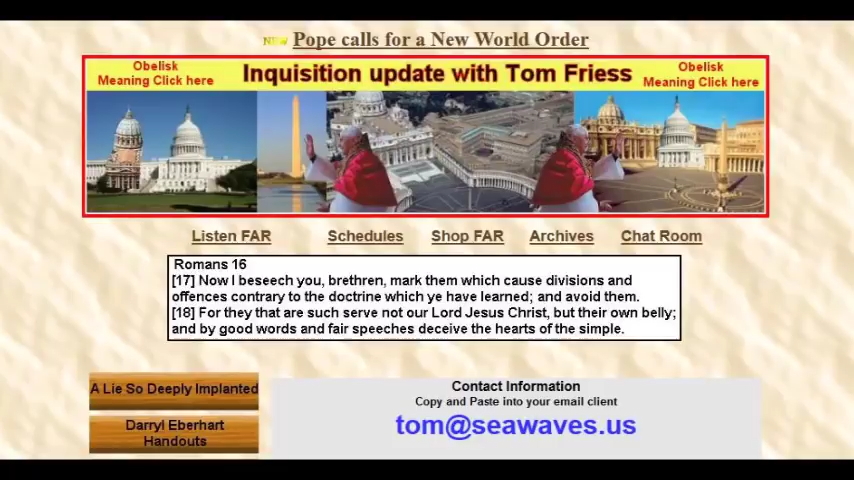 NEW Pope calls for a New World Order
Obelisk
Meaning Click here
Inquisition update with Tom Friess
Obelisk
Meaning Click here
Listen FAR Schedules Shop FAR Archives Chat Room
Romans 16
[17] Now I beseech you, brethren, mark them which cause divisions and
offences contrary to the doctrine which ye have learned; and avoid them.
[18] For they that are such serve not our Lord Jesus Christ, but their own belly;
and by good words and fair speeches deceive the hearts of the simple.
A Lie So Deeply Implanted
Darryl Eberhart
Handouts
Contact Information
Copy and Paste into your email client
tom@seawaves.us